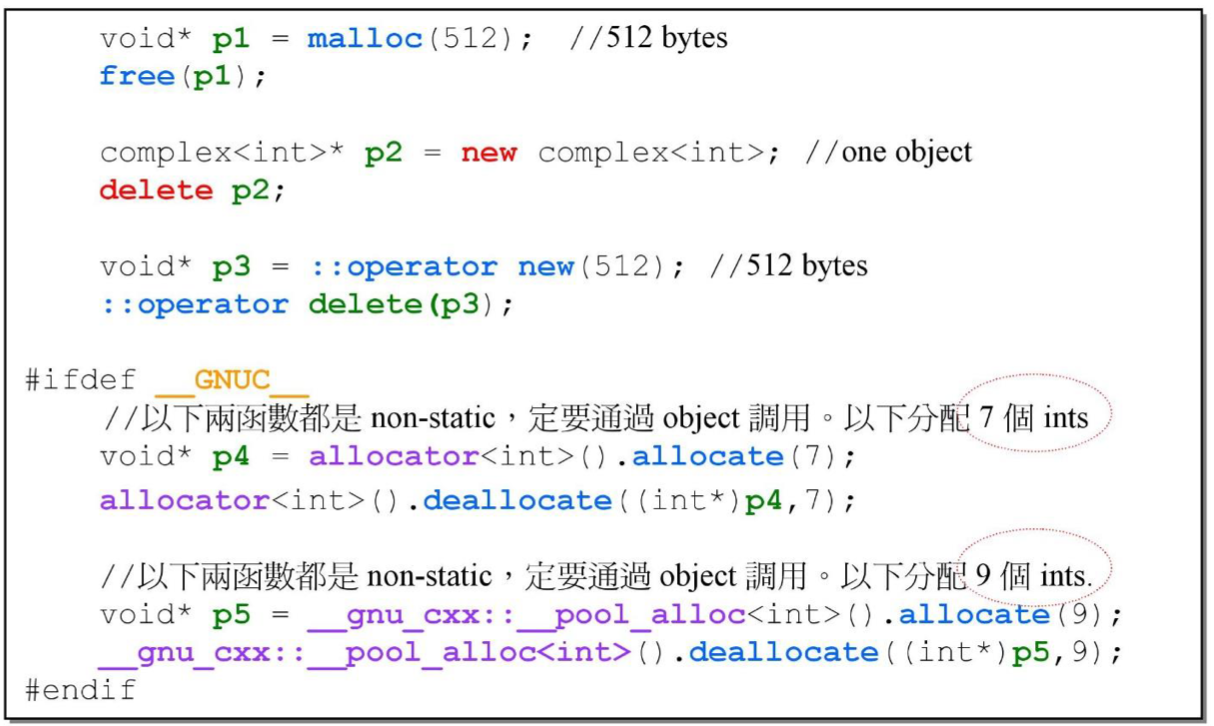 void* p1 = malloc(512); //512 bytes
free(p1);
complex<int>* p2 = new complex<int>; //one object
delete p2;
void* p3 = ::operator new(512); //512 bytes
::operator delete(p3);
#ifdef __GNUC__
//以下兩函數都是 non-static，定要通過 object 調用。以下分配 7 個 ints
void* p4 = allocator<int>().allocate(7);
allocator<int>().deallocate((int*)p4,7);
//以下兩函數都是 non-static，定要通過 object 調用。以下分配 9 個 ints.
void* p5 = __gnu_cxx::__pool_alloc<int>().allocate(9);
__gnu_cxx::__pool_alloc<int>().deallocate((int*)p5,9);
#endif